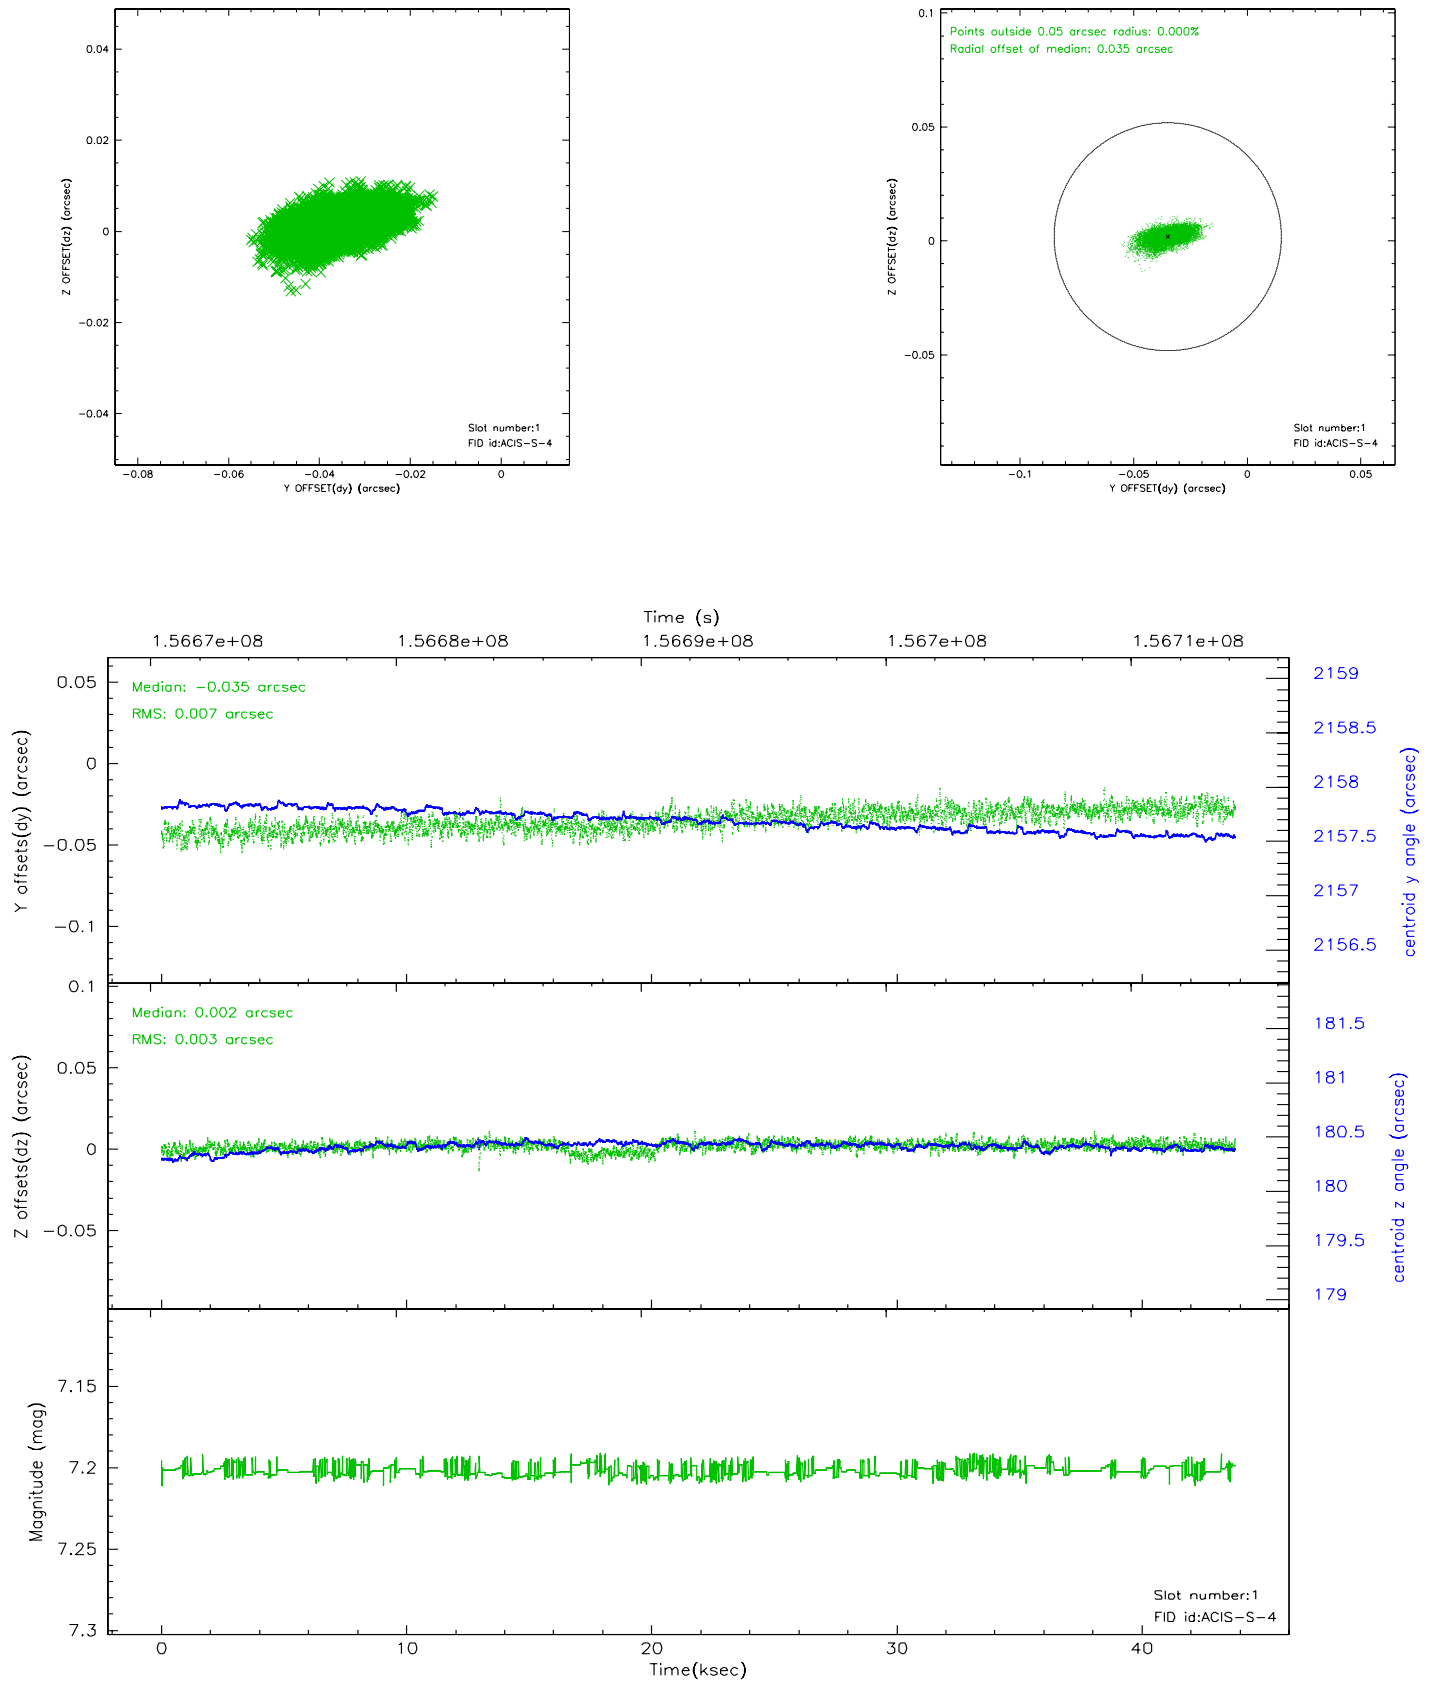 0.04
0.02
0
-0.02
-0.04
Z OFFSET(dz) (arcsec)
Slot number:1
FID id:ACIS-S-4
-0.08 -0.06 -0.04 -0.02 0
Y OFFSET(dy) (arcsec)
Points outside 0.05 arcsec radius: 0.000%
Radial offset of median: 0.035 arcsec
0.1
0.05
0
-0.05
Z OFFSET(dz) (arcsec)
Slot number:1
FID id:ACIS-S-4
-0.1 -0.05 0 0.05
Y OFFSET(dy) (arcsec)
Time (s)
1.5667e+08 1.5668e+08 1.5669e+08 1.567e+08 1.5671e+08
Median: -0.035 arcsec
RMS: 0.007 arcsec
0.05
0
-0.05
-0.1
Y offsets(dy) (arcsec)
2159
2158.5
2158
2157.5
2157
2156.5
centroid y angle (arcsec)
Median: 0.002 arcsec
RMS: 0.003 arcsec
0.1
0.05
0
-0.05
Z offsets(dz) (arcsec)
181.5
181
180.5
180
179.5
179
centroid z angle (arcsec)
7.15
7.2
7.25
7.3
Magnitude (mag)
Slot number:1
FID id:ACIS-S-4
0 10 20 30 40
Time(ksec)